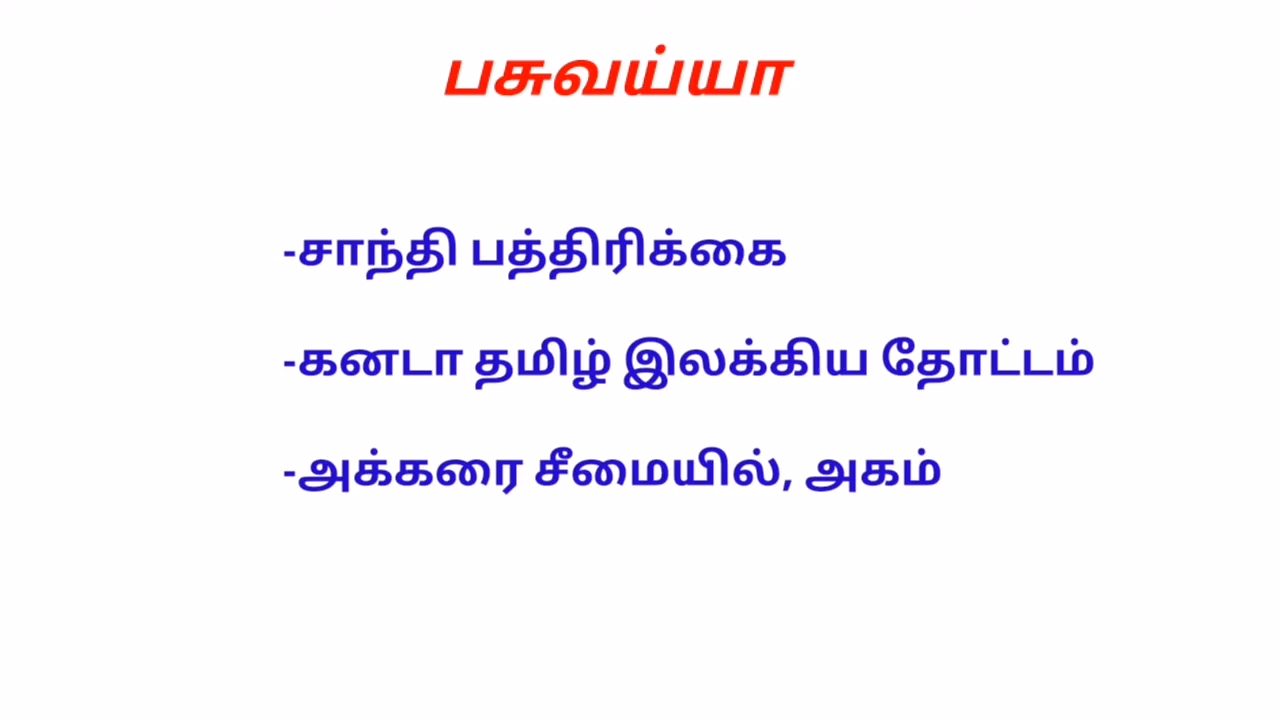 பசுவய்யா
-சாந்தி பத்திரிக்கை
-கனடா தமிழ் இலக்கிய தோட்டம்
-அக்கரை சீமையில், அகம்